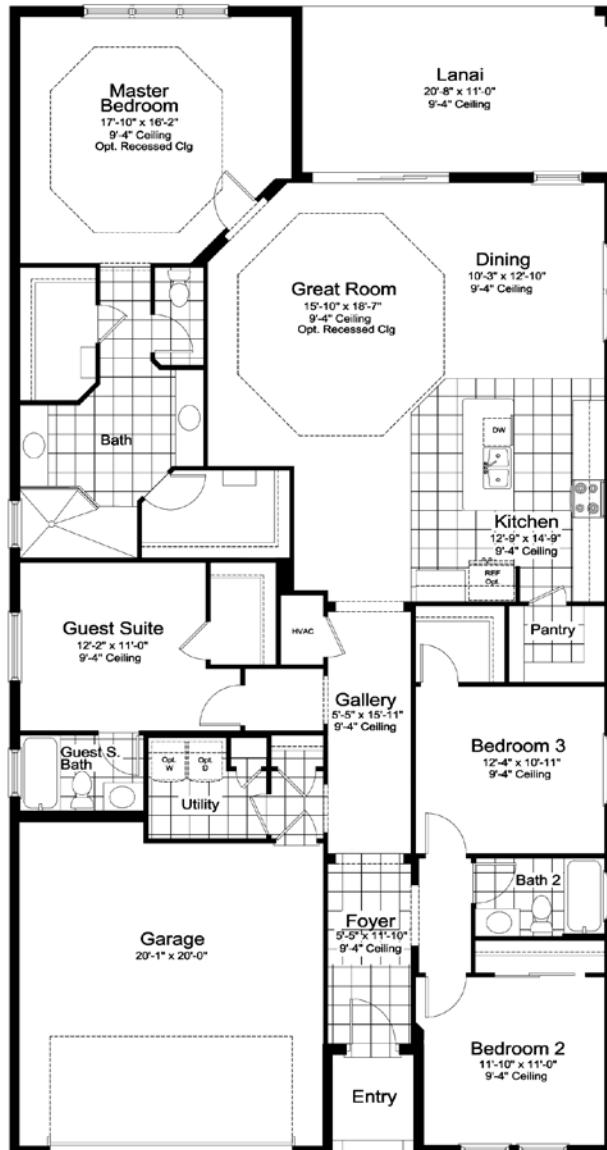 Master
Bedroom
17'-10" x 16'-2"
9'-4" Ceiling
Opt. Recessed Clg
Lanai
20'-8" x 11'-0"
9'-4" Ceiling
Great Room
15'-10" x 18'-7"
9'-4" Ceiling
Opt. Recessed Clg
Dining
10'-3" x 12'-10"
9'-4" Ceiling
Bath
DW
Kitchen
12'-9" x 14'-9"
9'-4" Ceiling
REF
Opt.
Pantry
Guest Suite
12'-2" x 11'-0"
9'-4" Ceiling
HVAC
Gallery
5'-5" x 15'-11"
9'-4" Ceiling
Bedroom 3
12'-4" x 10'-11"
9'-4" Ceiling
Guest S.
Bath
Opt.
W
Opt.
D
Utility
Bath 2
Foyer
5'-5" x 11'-10"
9'-4" Ceiling
Garage
20'-1" x 20'-0"
Bedroom 2
11'-10" x 11'-0"
9'-4" Ceiling
Entry